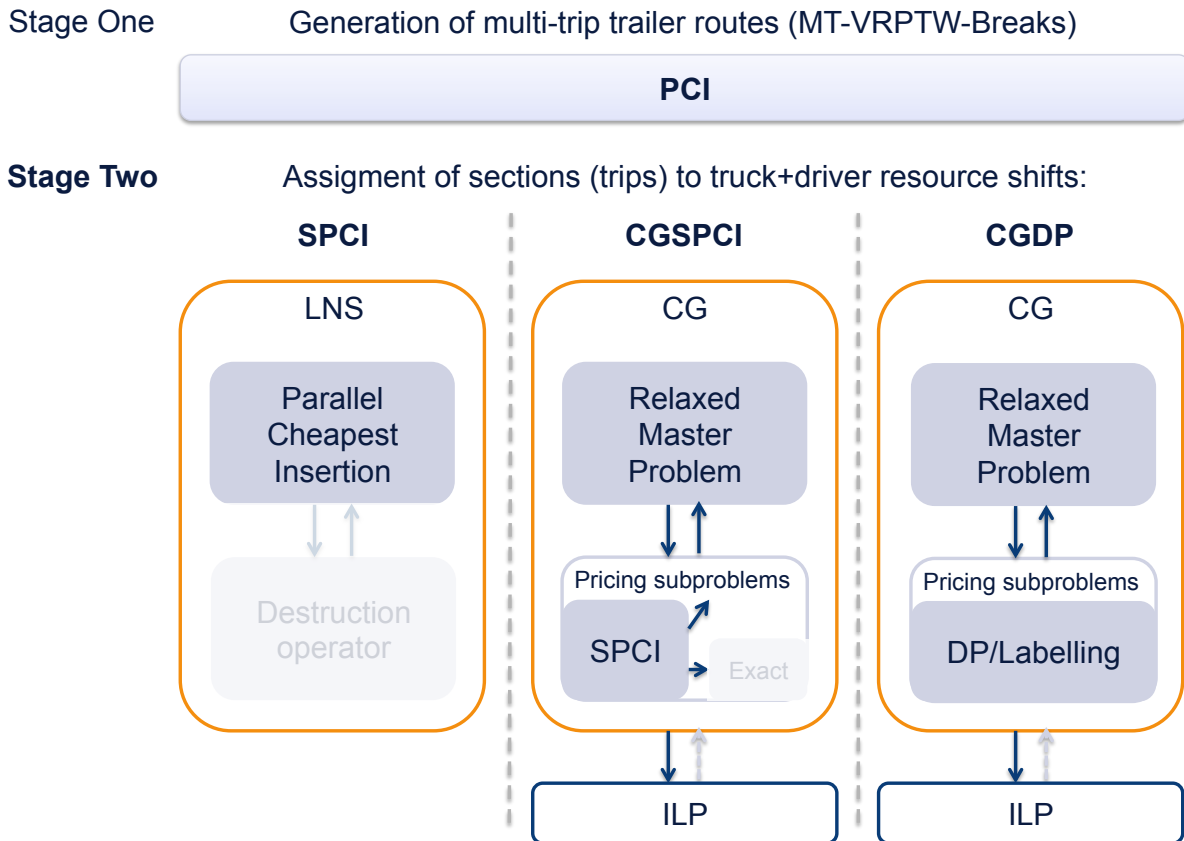 Stage One
Generation of multi-trip trailer routes (MT-VRPTW-Breaks)
PCI
Stage Two
Assigment of sections (trips) to truck+driver resource shifts:
SPCI
CGSPCI
CGDP
LNS
Parallel
Cheapest
Insertion
Destruction
operator
CG
Relaxed
Master
Problem
Pricing subproblems
SPCI
Exact
ILP
CG
Relaxed
Master
Problem
Pricing subproblems
DP/Labelling
ILP